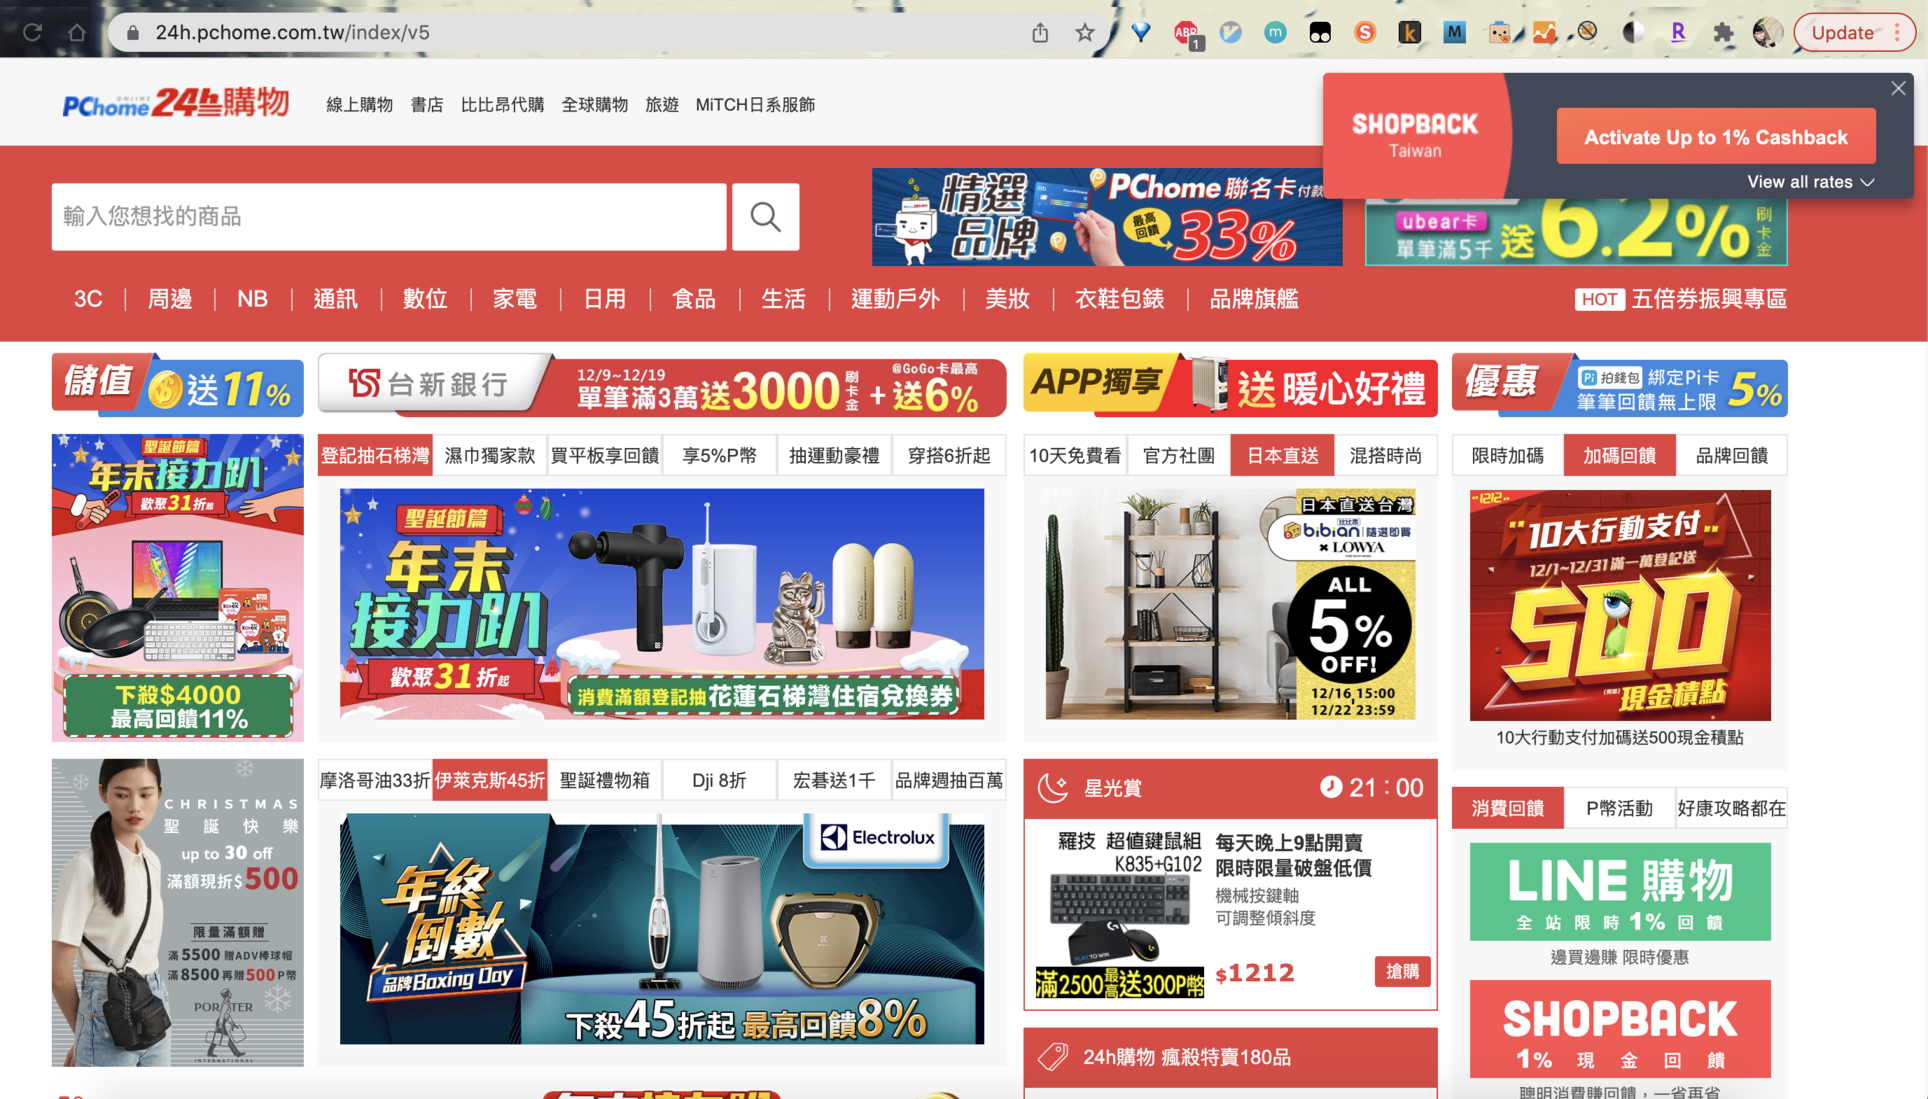 24h.pchome.com.tw/index/v5
ABP
1
m
S
k
M
R
Update
PChome ONLINE 24h購物
線上購物 書店 比比昂代購 全球購物 旅遊 MiTCH日系服飾
SHOPBACK
Taiwan
Activate Up to 1% Cashback
View all rates
輸入您想找的商品
精選品牌
PChome聯名卡付款
最高回饋
33%
ubear卡
單筆滿5千送6.2%刷卡金
3C 周邊 NB 通訊 數位 家電 日用 食品 生活 運動戶外 美妝 衣鞋包錶 品牌旗艦
HOT 五倍券振興專區
儲值 送11%
台新銀行
12/9~12/19
單筆滿3萬送3000刷卡金+送6%
@GoGo卡最高
APP獨享 送暖心好禮
優惠
Pi 拍錢包 綁定Pi卡
筆筆回饋無上限 5%
聖誕節篇
年末接力趴
歡聚31折起
下殺$4000
最高回饋11%
登記抽石梯灣 濕巾獨家款 買平板享回饋 享5%P幣 抽運動豪禮 穿搭6折起
聖誕節篇
年末
接力趴
歡聚31折起
消費滿額登記抽花蓮石梯灣住宿兌換券
10天免費看 官方社團 日本直送 混搭時尚
日本直送台灣
比比昂
bibian 隨選即買
× LOWYA
ALL
5%
OFF!
12/16 15:00
12/22 23:59
限時加碼 加碼回饋 品牌回饋
1212
"10大行動支付"
12/1~12/31滿一萬登記送
500
現金積點
10大行動支付加碼送500現金積點
CHRISTMAS
聖誕快樂
up to 30 off
滿額現折$500
限量滿額贈
滿5500 贈ADV棒球帽
滿8500再贈500P幣
PORTER
INTERNATIONAL
摩洛哥油33折 伊萊克斯45折 聖誕禮物箱 Dji 8折 宏碁送1千 品牌週抽百萬
Electrolux
年終
倒數
品牌Boxing Day
下殺45折起 最高回饋8%
星光賞 21:00
羅技 超值鍵鼠組
K835+G102
PLAY TO WIN
滿2500最高送300P幣
每天晚上9點開賣
限時限量破盤低價
機械按鍵軸
可調整傾斜度
$1212
搶購
24h購物 瘋殺特賣180品
消費回饋 P幣活動 好康攻略都在
LINE 購物
全站限時1%回饋
邊買邊賺 限時優惠
SHOPBACK
1%現金回饋
聰明消費賺回饋，一省再省